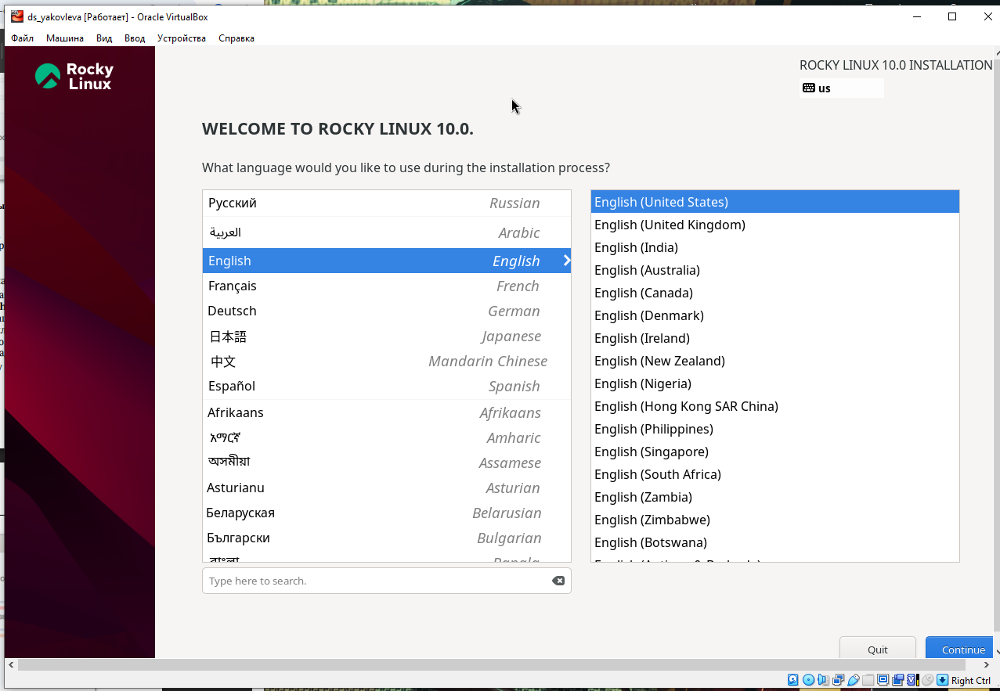 ds_yakovleva [Работает] - Oracle VirtualBox
Файл Машина Вид Ввод Устройства Справка
Rocky
Linux
ROCKY LINUX 10.0 INSTALLATION
us
WELCOME TO ROCKY LINUX 10.0.
What language would you like to use during the installation process?
Русский Russian
العربية Arabic
English English
Français French
Deutsch German
日本語 Japanese
中文 Mandarin Chinese
Español Spanish
Afrikaans Afrikaans
አማርኛ Amharic
অসমীয়া Assamese
Asturianu Asturian
Беларуская Belarusian
Български Bulgarian
English (United States)
English (United Kingdom)
English (India)
English (Australia)
English (Canada)
English (Denmark)
English (Ireland)
English (New Zealand)
English (Nigeria)
English (Hong Kong SAR China)
English (Philippines)
English (Singapore)
English (South Africa)
English (Zambia)
English (Zimbabwe)
English (Botswana)
Type here to search.
Quit
Continue
Right Ctrl